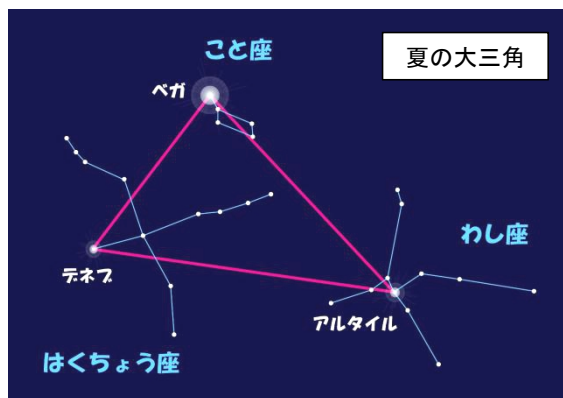 夏の大三角
こと座
ベガ
わし座
デネブ
アルタイル
はくちょう座